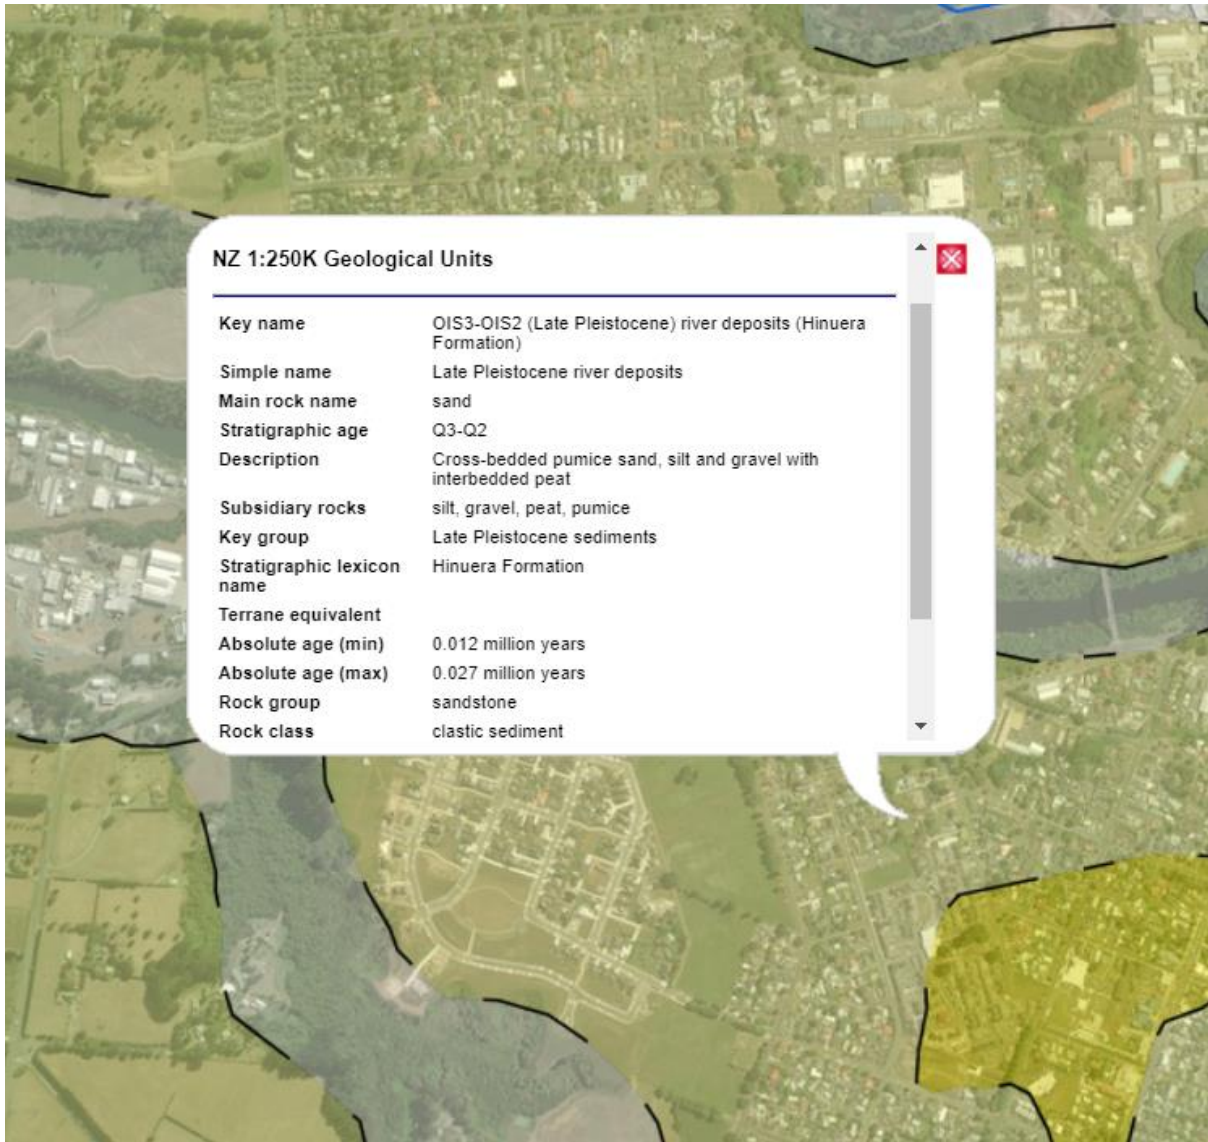 NZ 1:250K Geological Units
Key name OIS3-OIS2 (Late Pleistocene) river deposits (Hinuera
Formation)
Simple name Late Pleistocene river deposits
Main rock name sand
Stratigraphic age Q3-Q2
Description Cross-bedded pumice sand, silt and gravel with
interbedded peat
Subsidiary rocks silt, gravel, peat, pumice
Key group Late Pleistocene sediments
Stratigraphic lexicon Hinuera Formation
name
Terrane equivalent
Absolute age (min) 0.012 million years
Absolute age (max) 0.027 million years
Rock group sandstone
Rock class clastic sediment